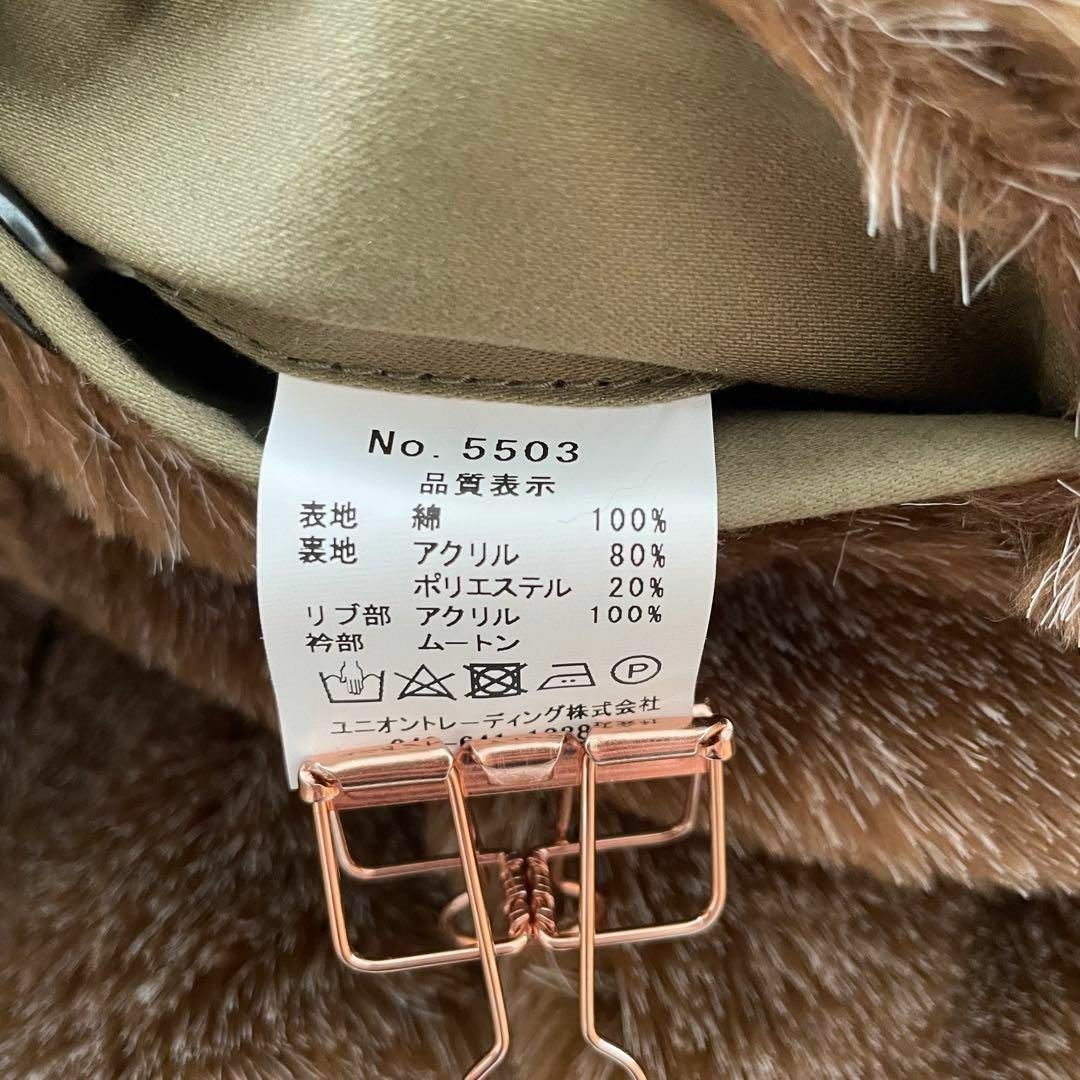 No. 5503
品質表示
表地 綿 100%
裏地 アクリル 80%
ポリエステル 20%
リブ部 アクリル 100%
衿部 ムートン
P
ユニオントレーディング株式会社